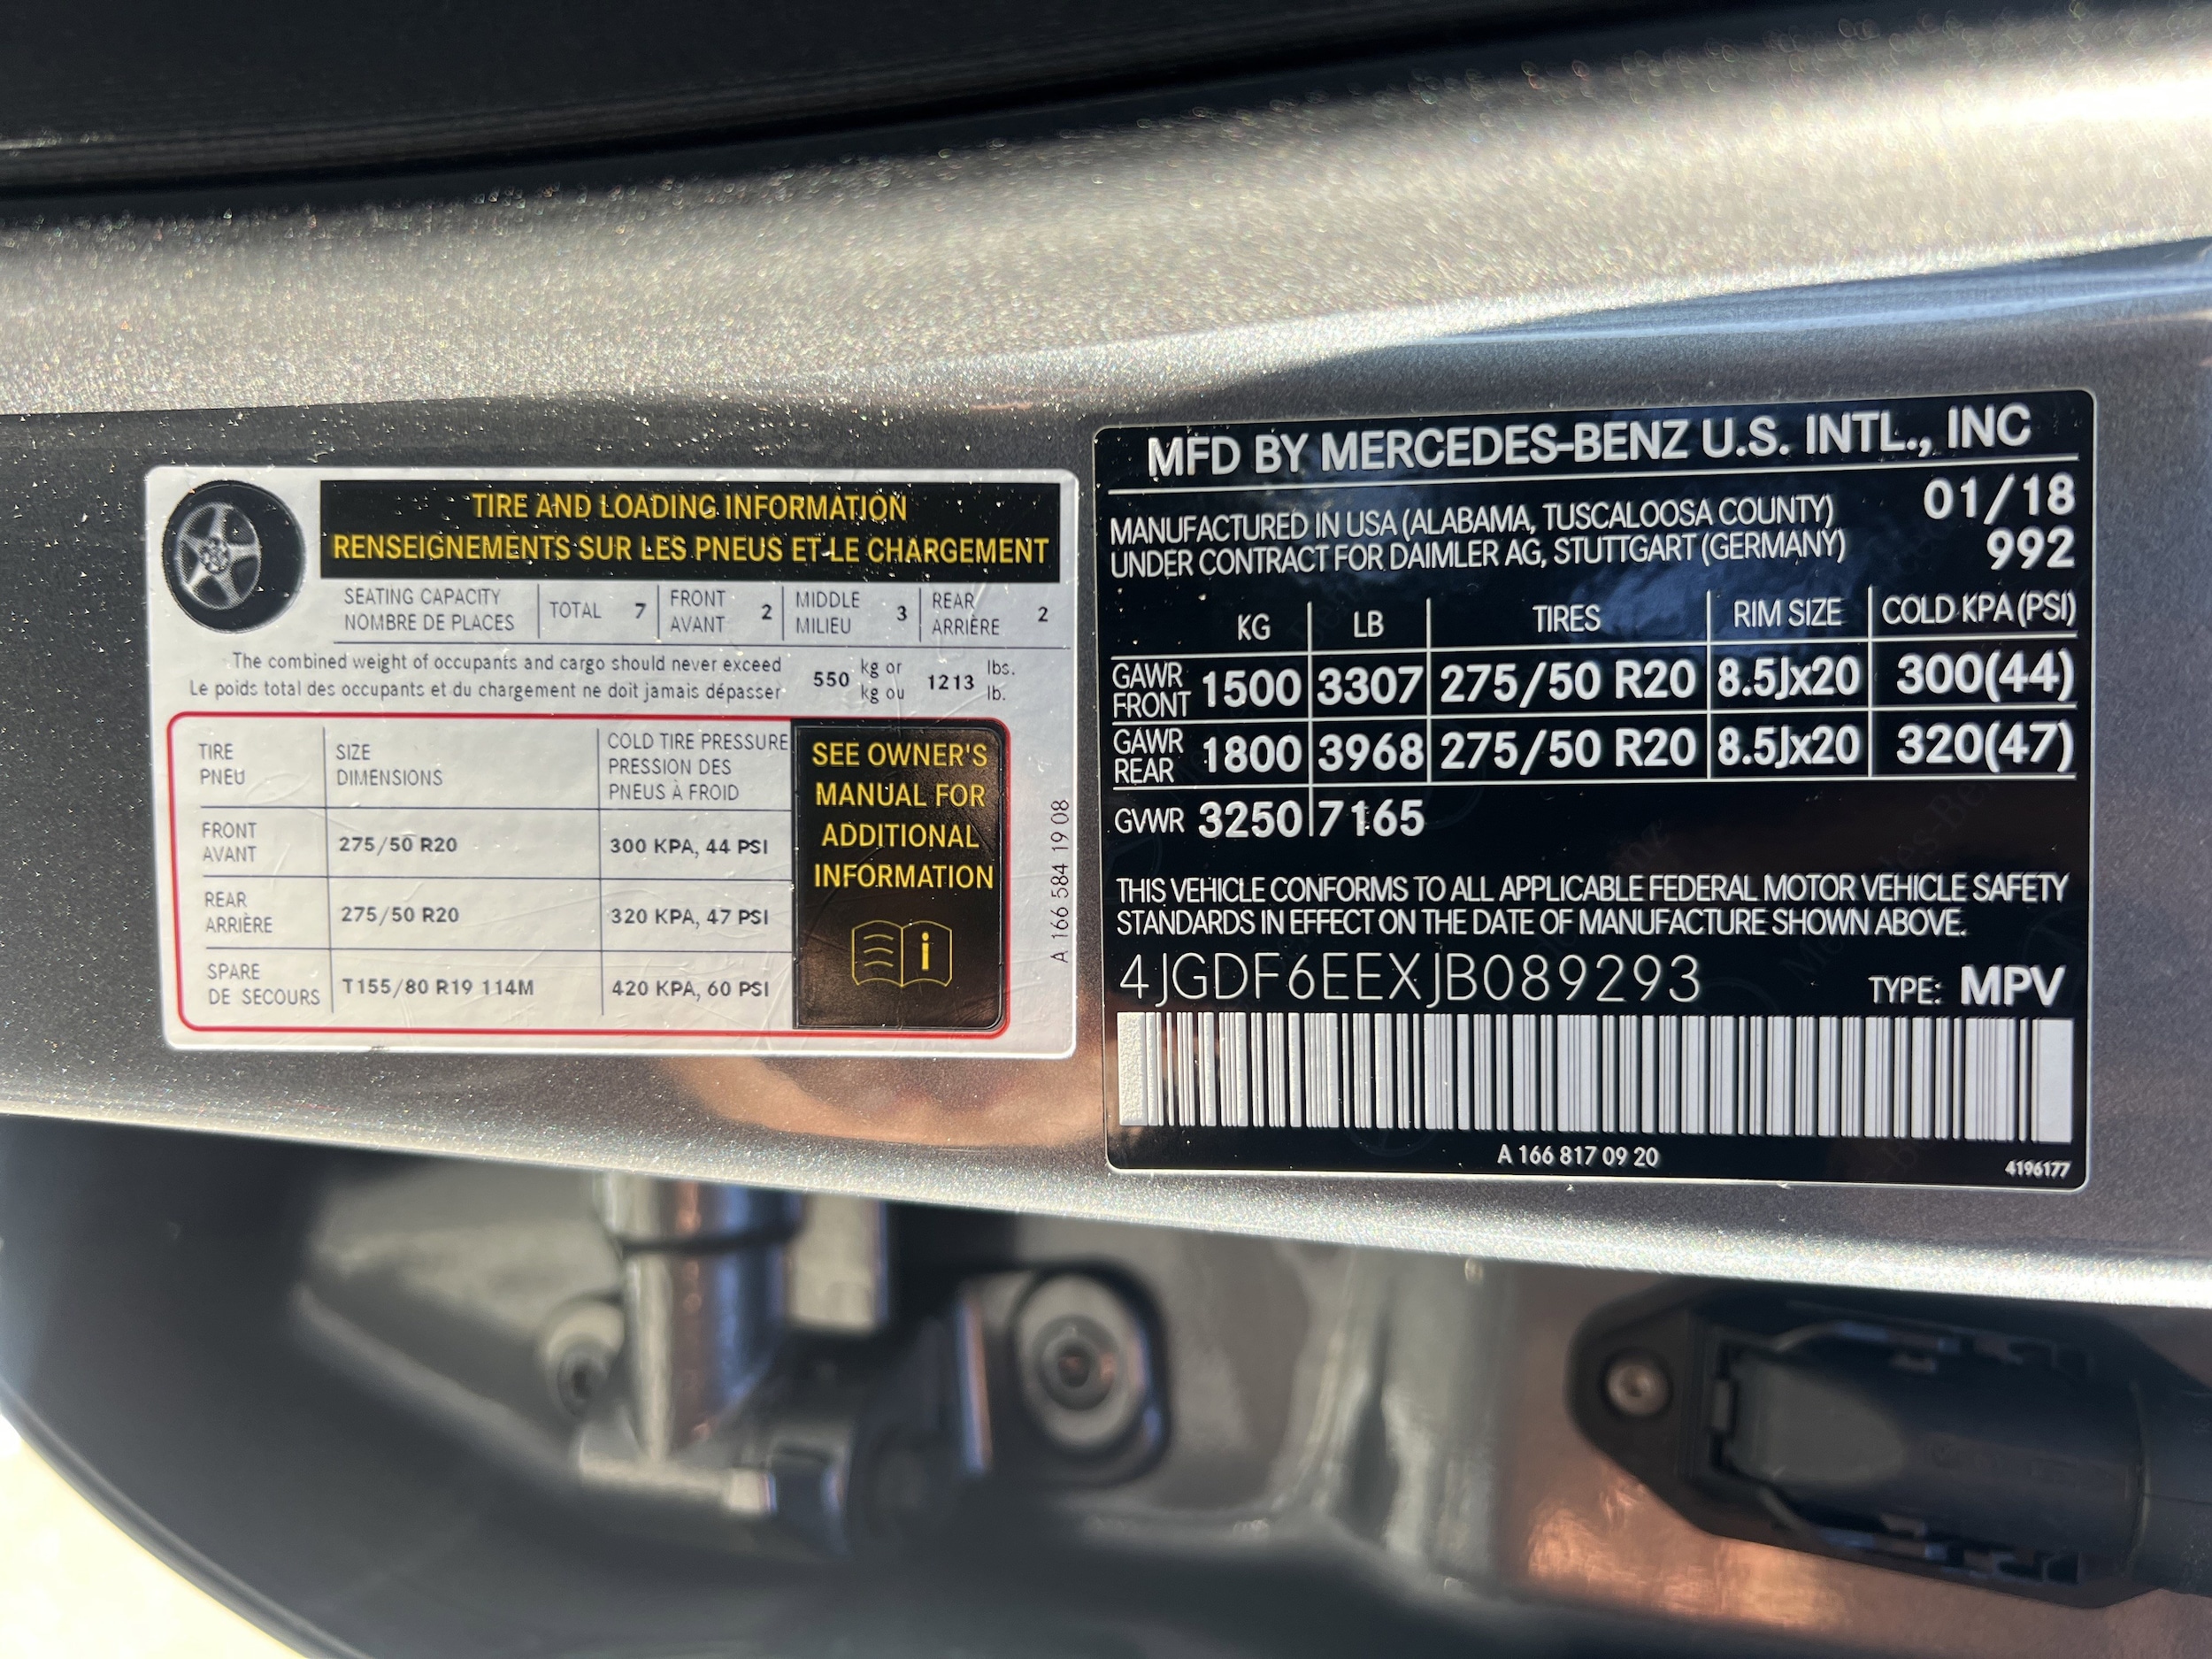 TIRE AND LOADING INFORMATION
RENSEIGNEMENTS SUR LES PNEUS ET LE CHARGEMENT
SEATING CAPACITY
NOMBRE DE PLACES
TOTAL 7
FRONT
AVANT 2
MIDDLE
MILIEU 3
REAR
ARRIÈRE 2
The combined weight of occupants and cargo should never exceed 550 kg or 1213 lbs.
Le poids total des occupants et du chargement ne doit jamais dépasser kg ou lb.
TIRE
PNEU
SIZE
DIMENSIONS
COLD TIRE PRESSURE
PRESSION DES
PNEUS À FROID
FRONT
AVANT
275/50 R20 300 KPA, 44 PSI
REAR
ARRIÈRE
275/50 R20 320 KPA, 47 PSI
SPARE
DE SECOURS
T155/80 R19 114M 420 KPA, 60 PSI
SEE OWNER'S
MANUAL FOR
ADDITIONAL
INFORMATION
i
A 166 584 19 08
MFD BY MERCEDES-BENZ U.S. INTL., INC
MANUFACTURED IN USA (ALABAMA, TUSCALOOSA COUNTY) 01/18
UNDER CONTRACT FOR DAIMLER AG, STUTTGART (GERMANY) 992
KG LB TIRES RIM SIZE COLD KPA (PSI)
GAWR
FRONT 1500 3307 275/50 R20 8.5Jx20 300(44)
GAWR
REAR 1800 3968 275/50 R20 8.5Jx20 320(47)
GVWR 3250 7165
THIS VEHICLE CONFORMS TO ALL APPLICABLE FEDERAL MOTOR VEHICLE SAFETY
STANDARDS IN EFFECT ON THE DATE OF MANUFACTURE SHOWN ABOVE.
4JGDF6EEXJB089293 TYPE: MPV
A 166 817 09 20
4196177